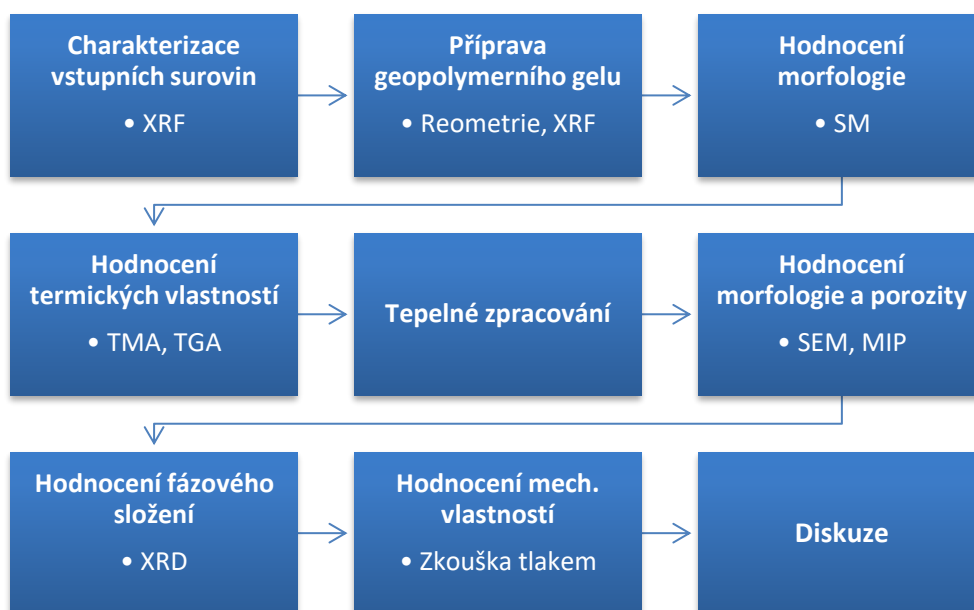 Charakterizace
vstupních surovin
• XRF
Příprava
geopolymerního gelu
• Reometrie, XRF
Hodnocení
morfologie
• SM
Hodnocení
termických vlastností
• TMA, TGA
Tepelné zpracování
Hodnocení
morfologie a porozity
• SEM, MIP
Hodnocení fázového
složení
• XRD
Hodnocení mech.
vlastností
• Zkouška tlakem
Diskuze